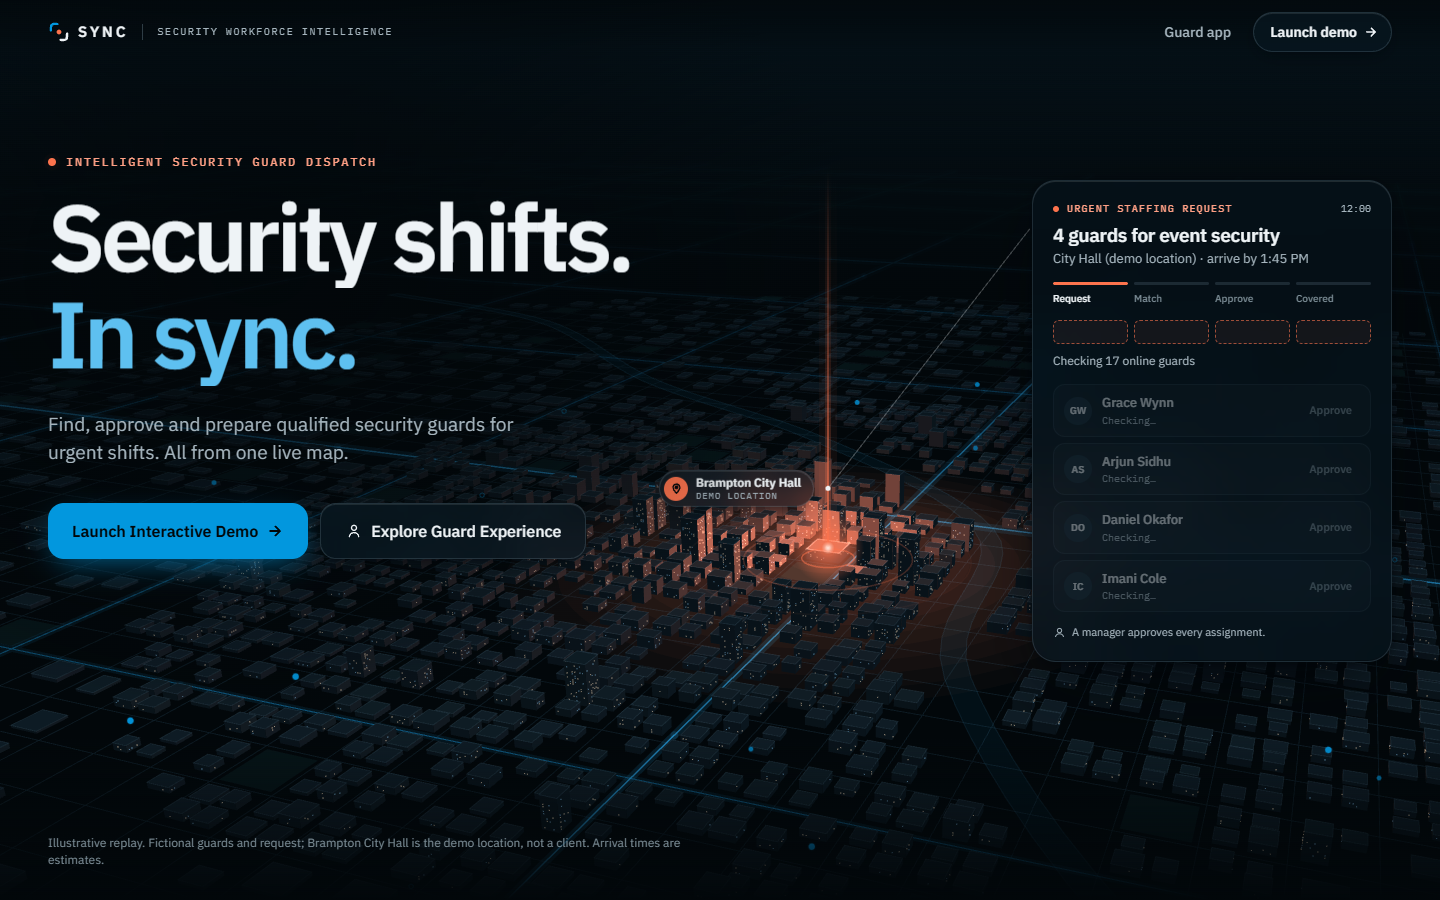 SYNC
SECURITY WORKFORCE INTELLIGENCE
Guard app
Launch demo
INTELLIGENT SECURITY GUARD DISPATCH
Security shifts.
In sync.
Find, approve and prepare qualified security guards for
urgent shifts. All from one live map.
Launch Interactive Demo
Explore Guard Experience
Brampton City Hall
DEMO LOCATION
URGENT STAFFING REQUEST
12:00
4 guards for event security
City Hall (demo location) · arrive by 1:45 PM
Request
Match
Approve
Covered
Checking 17 online guards
GW
Grace Wynn
Checking…
Approve
AS
Arjun Sidhu
Checking…
Approve
DO
Daniel Okafor
Checking…
Approve
IC
Imani Cole
Checking…
Approve
A manager approves every assignment.
Illustrative replay. Fictional guards and request; Brampton City Hall is the demo location, not a client. Arrival times are
estimates.